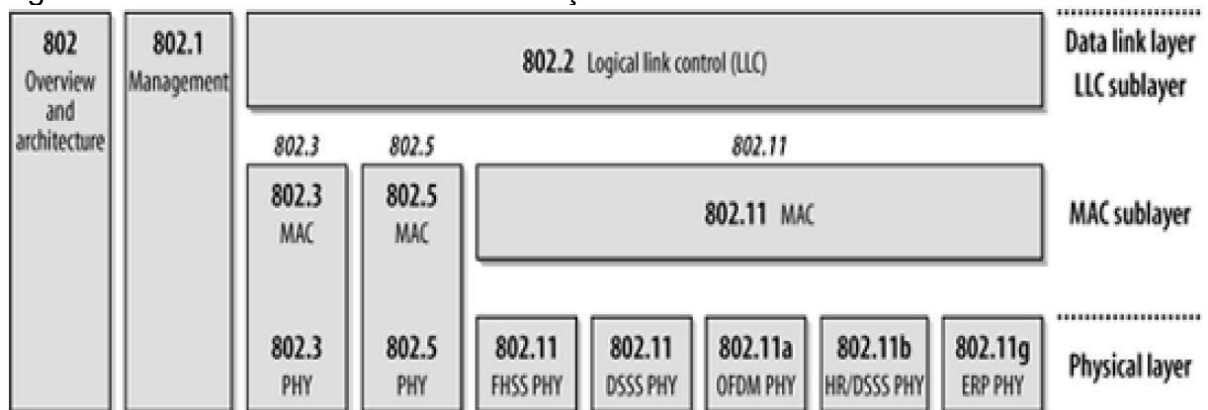 802
Overview
and
architecture
802.1
Management
802.2 Logical link control (LLC)
Data link layer
LLC sublayer
802.3
802.5
802.11
802.3
MAC
802.5
MAC
802.11 MAC
MAC sublayer
802.3
PHY
802.5
PHY
802.11
FHSS PHY
802.11
DSSS PHY
802.11a
OFDM PHY
802.11b
HR/DSSS PHY
802.11g
ERP PHY
Physical layer